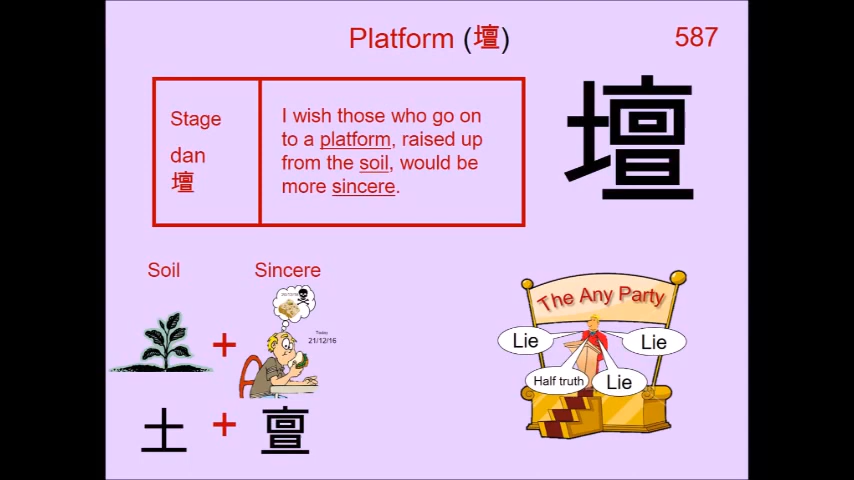 Platform (壇)
587
Stage
dan
壇
I wish those who go on
to a platform, raised up
from the soil, would be
more sincere.
壇
Soil
Sincere
Today
21/12/16
+
土
+
亶
The Any Party
Lie
Lie
Half truth
Lie